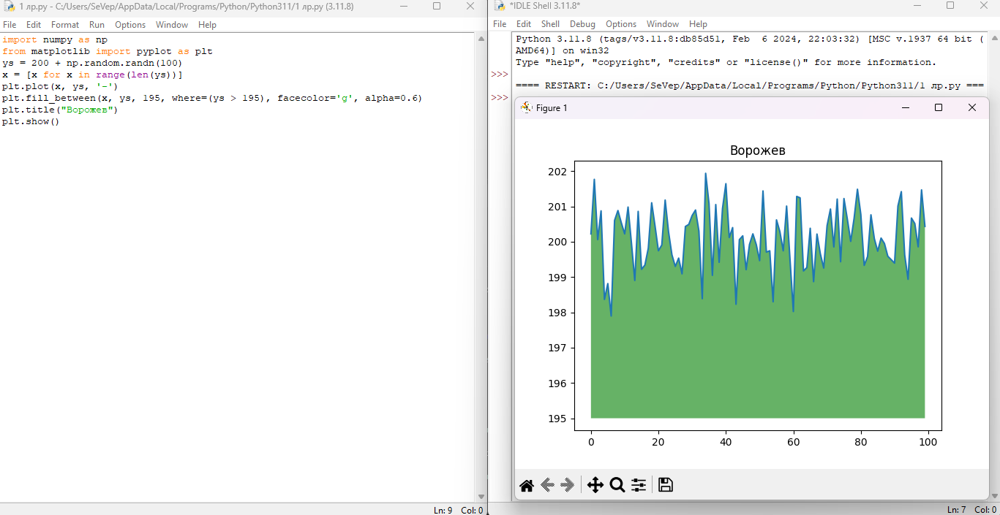 1 лр.py - C:/Users/SeVep/AppData/Local/Programs/Python/Python311/1 лр.py (3.11.8)
File Edit Format Run Options Window Help
import numpy as np
from matplotlib import pyplot as plt
ys = 200 + np.random.randn(100)
x = [x for x in range(len(ys))]
plt.plot(x, ys, '-')
plt.fill_between(x, ys, 195, where=(ys > 195), facecolor='g', alpha=0.6)
plt.title("Ворожев")
plt.show()
Ln: 9 Col: 0
*IDLE Shell 3.11.8*
File Edit Shell Debug Options Window Help
Python 3.11.8 (tags/v3.11.8:db85d51, Feb  6 2024, 22:03:32) [MSC v.1937 64 bit (
AMD64)] on win32
Type "help", "copyright", "credits" or "license()" for more information.
>>>
==== RESTART: C:/Users/SeVep/AppData/Local/Programs/Python/Python311/1 лр.py ===
>>>
Figure 1
Ворожев
202
201
200
199
198
197
196
195
0 20 40 60 80 100
Ln: 7 Col: 0